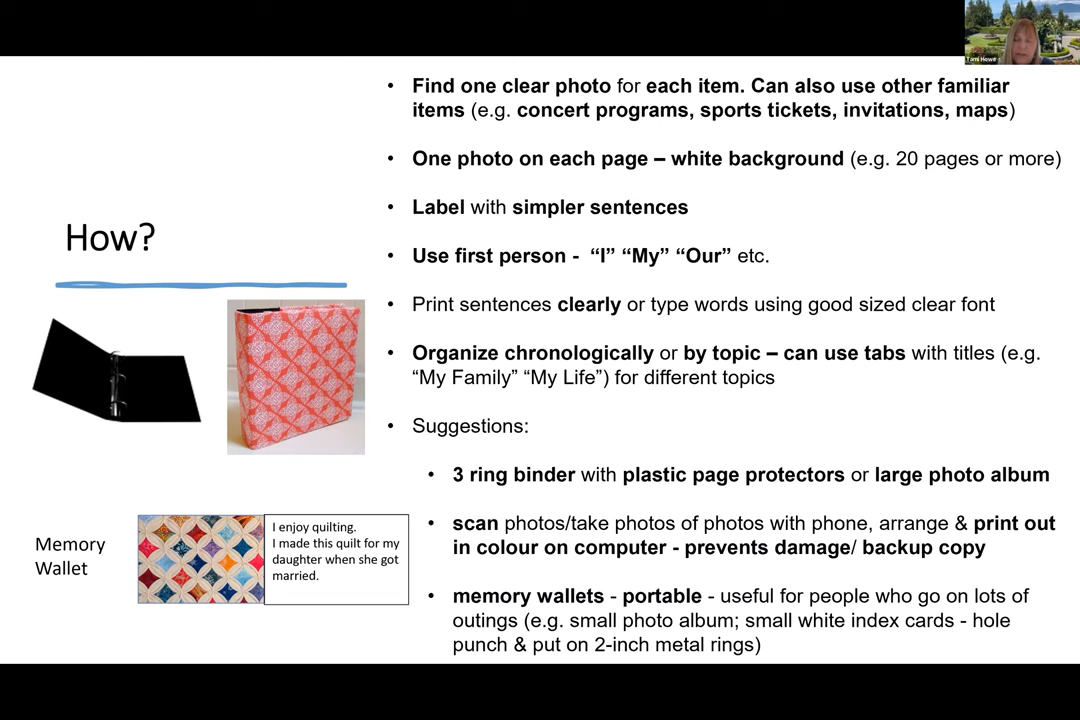 Tami Howe
• Find one clear photo for each item. Can also use other familiar
items (e.g. concert programs, sports tickets, invitations, maps)
• One photo on each page – white background (e.g. 20 pages or more)
• Label with simpler sentences
How?
• Use first person - “I” “My” “Our” etc.
• Print sentences clearly or type words using good sized clear font
• Organize chronologically or by topic – can use tabs with titles (e.g.
“My Family” “My Life”) for different topics
• Suggestions:
• 3 ring binder with plastic page protectors or large photo album
• scan photos/take photos of photos with phone, arrange & print out
in colour on computer - prevents damage/ backup copy
• memory wallets - portable - useful for people who go on lots of
outings (e.g. small photo album; small white index cards - hole
punch & put on 2-inch metal rings)
Memory
Wallet
I enjoy quilting.
I made this quilt for my
daughter when she got
married.